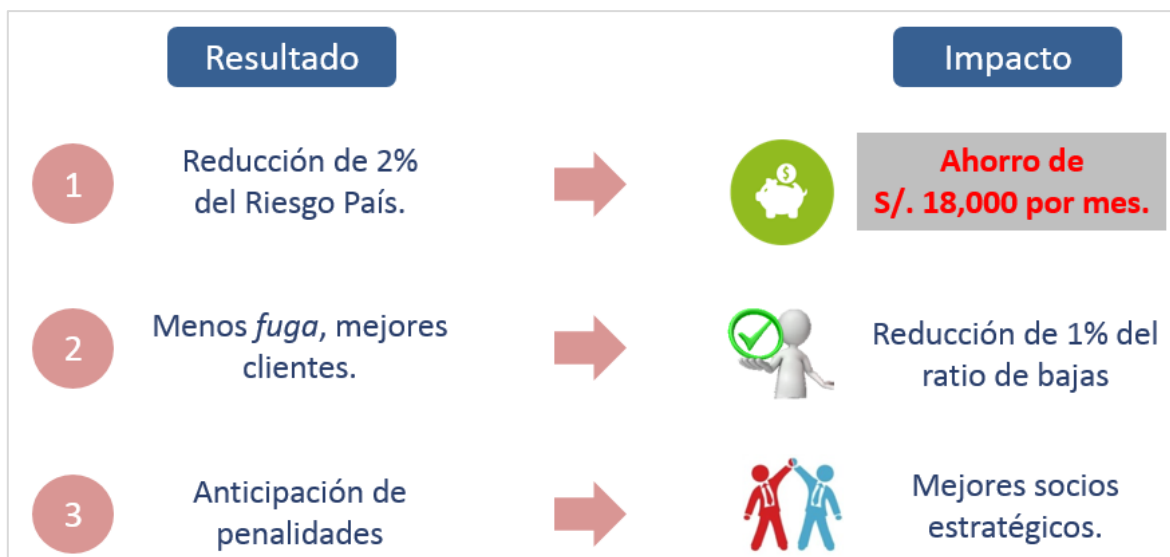 Resultado
Impacto
1
Reducción de 2%
del Riesgo País.
$
Ahorro de
S/. 18,000 por mes.
2
Menos fuga, mejores
clientes.
Reducción de 1% del
ratio de bajas
3
Anticipación de
penalidades
Mejores socios
estratégicos.